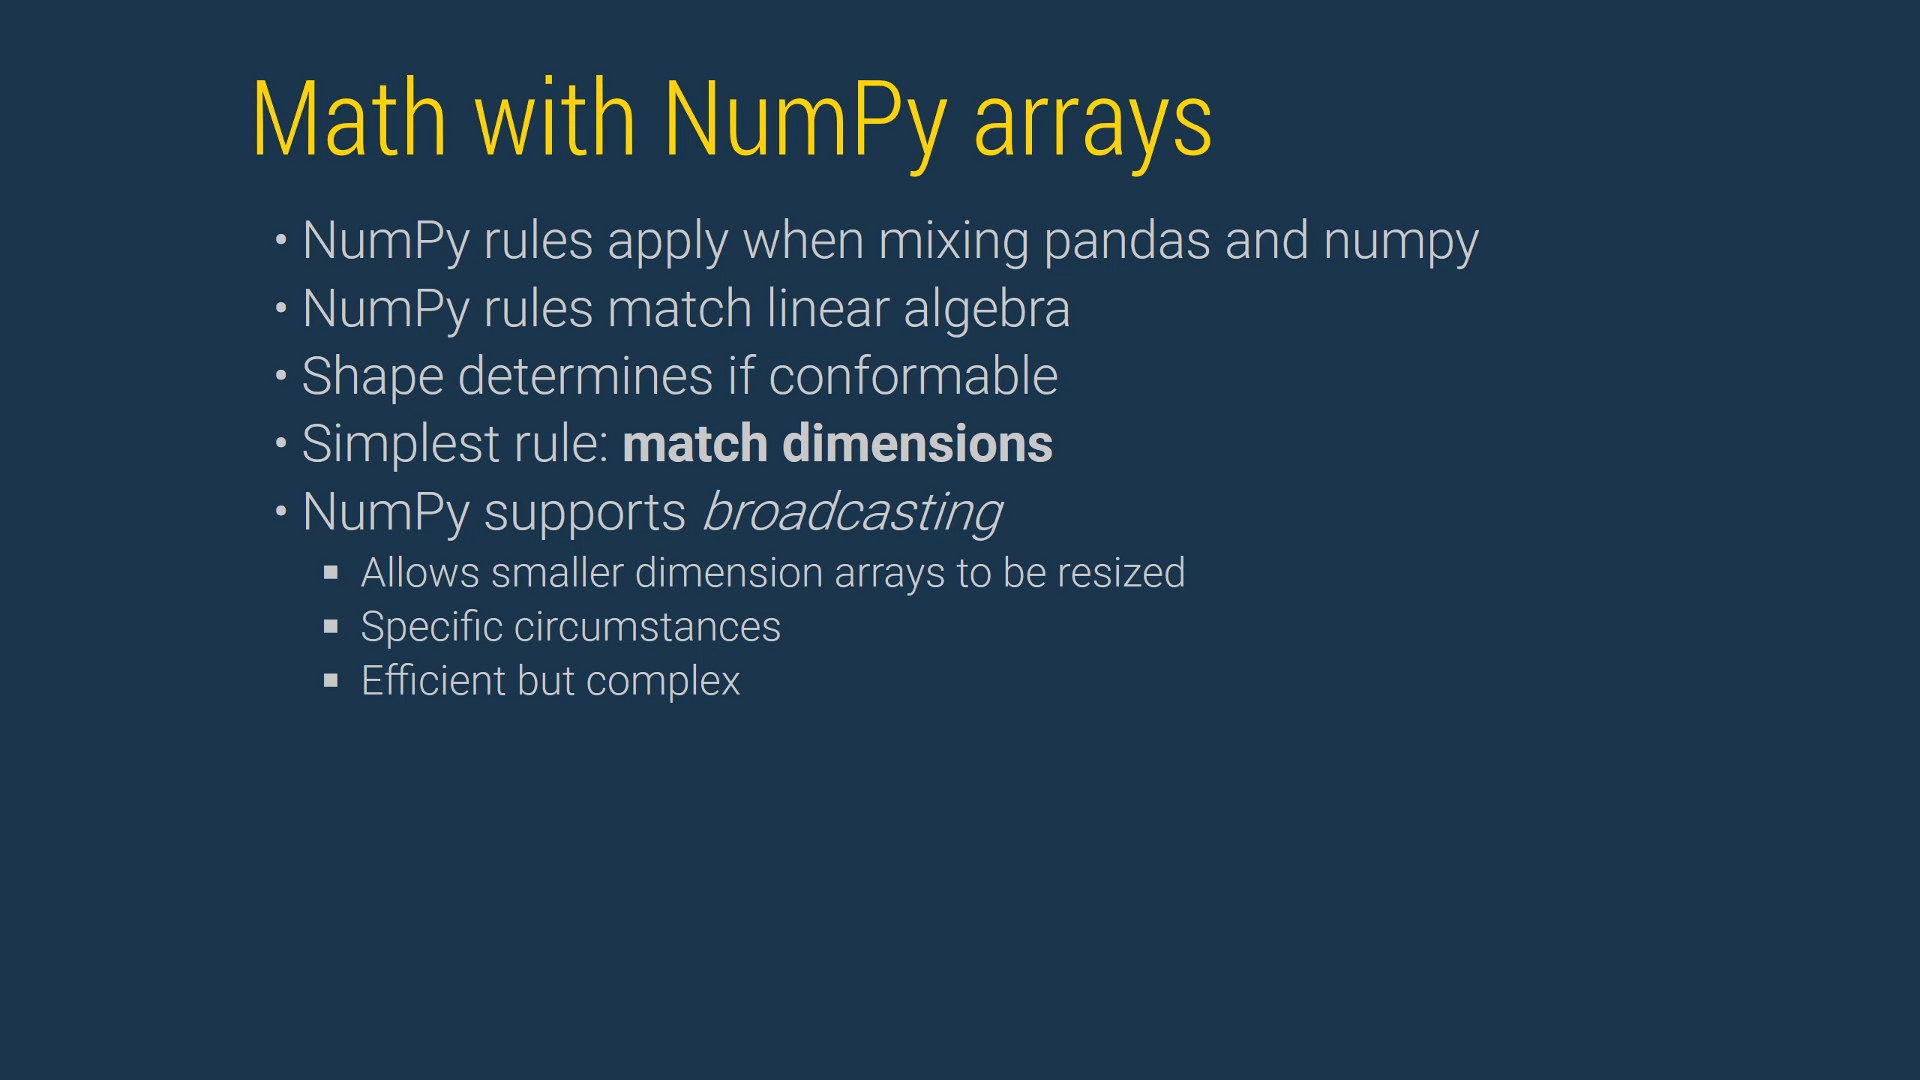 Math with NumPy arrays
• NumPy rules apply when mixing pandas and numpy
• NumPy rules match linear algebra
• Shape determines if conformable
• Simplest rule: match dimensions
• NumPy supports broadcasting
▪ Allows smaller dimension arrays to be resized
▪ Specific circumstances
▪ Efficient but complex